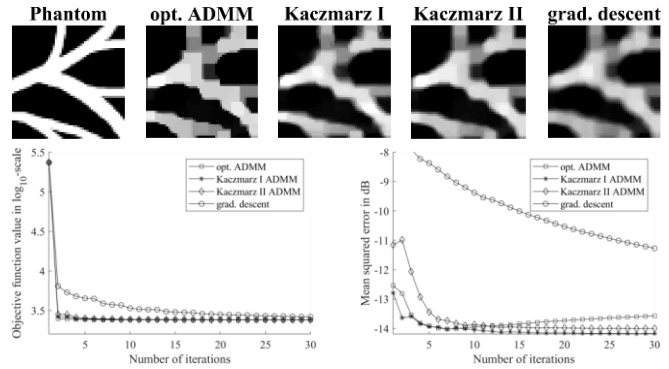 Phantom
opt. ADMM
Kaczmarz I
Kaczmarz II
grad. descent
Objective function value in log10-scale
5.5
5
4.5
4
3.5
5
10
15
20
25
30
Number of iterations
opt. ADMM
Kaczmarz I ADMM
Kaczmarz II ADMM
grad. descent
Mean squared error in dB
-8
-9
-10
-11
-12
-13
-14
5
10
15
20
25
30
Number of iterations
opt. ADMM
Kaczmarz I ADMM
Kaczmarz II ADMM
grad. descent